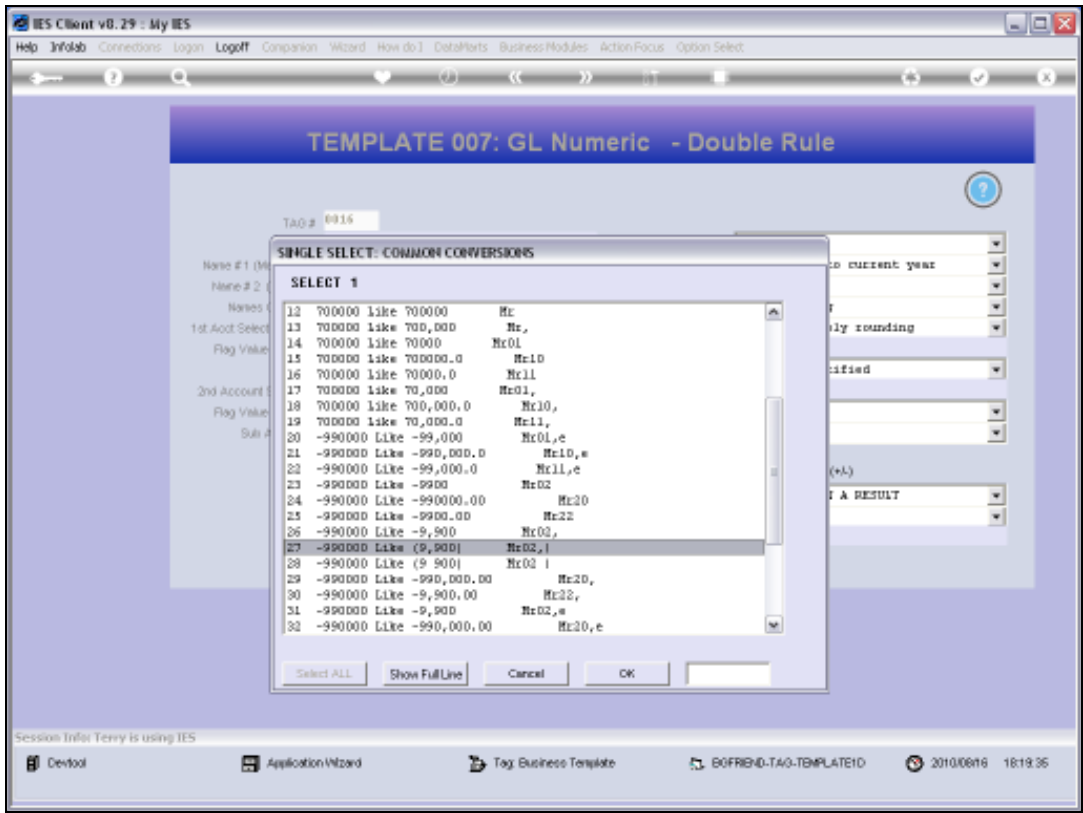 IES Client v8.29 : My IES
Help Infolab Connections Logon Logoff Companion Wizard How do I DataMarts Business Modules Action Focus Option Select
TEMPLATE 007: GL Numeric - Double Rule
TAG # 0016
Name # 1
Name # 2
Names
1st Acct Select
Flag Value
2nd Account
Flag Value
Sub
current year
rounding
(+/-)
A RESULT
SINGLE SELECT: COMMON CONVERSIONS
SELECT 1
12 700000 like 700000 Mr
13 700000 like 700,000 Mr,
14 700000 like 70000 Mr01
15 700000 like 700000.0 Mr10
16 700000 like 70000.0 Mr11
17 700000 like 70,000 Mr01,
18 700000 like 700,000.0 Mr10,
19 700000 like 70,000.0 Mr11,
20 -990000 Like -99,000 Mr01,e
21 -990000 Like -990,000.0 Mr10,e
22 -990000 Like -99,000.0 Mr11,e
23 -990000 Like -9900 Mr02
24 -990000 Like -990000.00 Mr20
25 -990000 Like -9900.00 Mr22
26 -990000 Like -9,900 Mr02,
27 -990000 Like (9,900| Mr02,|
28 -990000 Like (9 900| Mr02 |
29 -990000 Like -990,000.00 Mr20,
30 -990000 Like -9,900.00 Mr22,
31 -990000 Like -9,900 Mr02,e
32 -990000 Like -990,000.00 Mr20,e
Select ALL Show Full Line Cancel OK
Session Info: Terry is using IES
Devtool Application Wizard Tag: Business Template BGFRIEND-TAG-TEMPLATE1D 2010/08/16 18:19:35